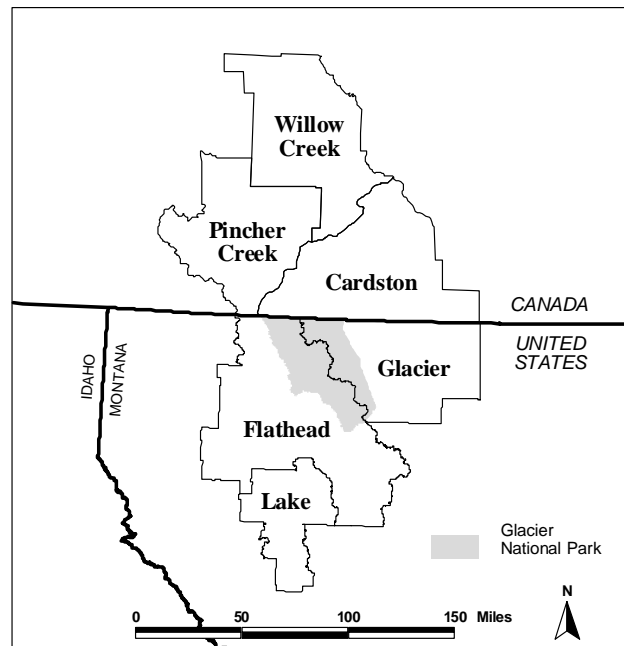 Willow
Creek
Pincher
Creek
Cardston
CANADA
UNITED
STATES
IDAHO
MONTANA
Glacier
Flathead
Lake
Glacier
National Park
N
0 50 100 150 Miles